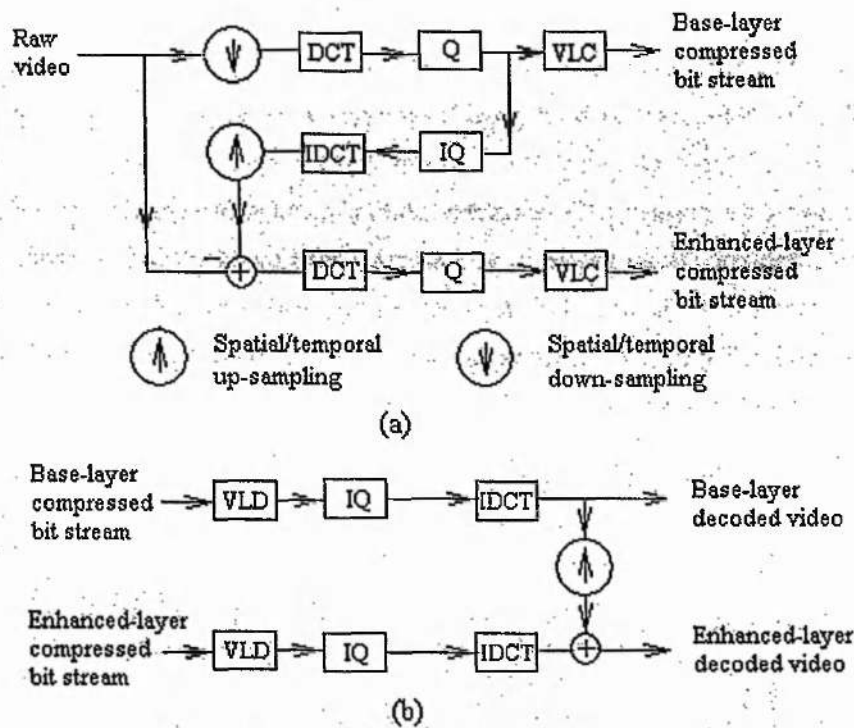 Raw
video
DCT
Q
VLC
Base-layer
compressed
bit stream
IDCT
IQ
DCT
Q
VLC
Enhanced-layer
compressed
bit stream
Spatial/temporal
up-sampling
Spatial/temporal
down-sampling
(a)
Base-layer
compressed
bit stream
VLD
IQ
IDCT
Base-layer
decoded video
Enhanced-layer
compressed
bit stream
VLD
IQ
IDCT
Enhanced-layer
decoded video
(b)